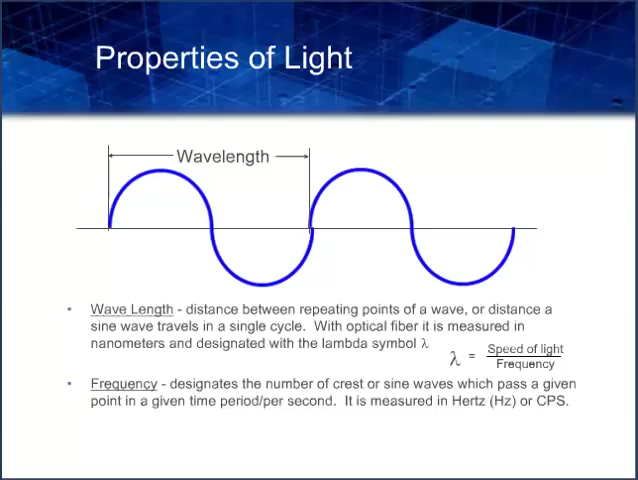 Properties of Light
Wavelength
• Wave Length - distance between repeating points of a wave, or distance a
sine wave travels in a single cycle. With optical fiber it is measured in
nanometers and designated with the lambda symbol λ
λ = Speed of light
Frequency
• Frequency - designates the number of crest or sine waves which pass a given
point in a given time period/per second. It is measured in Hertz (Hz) or CPS.